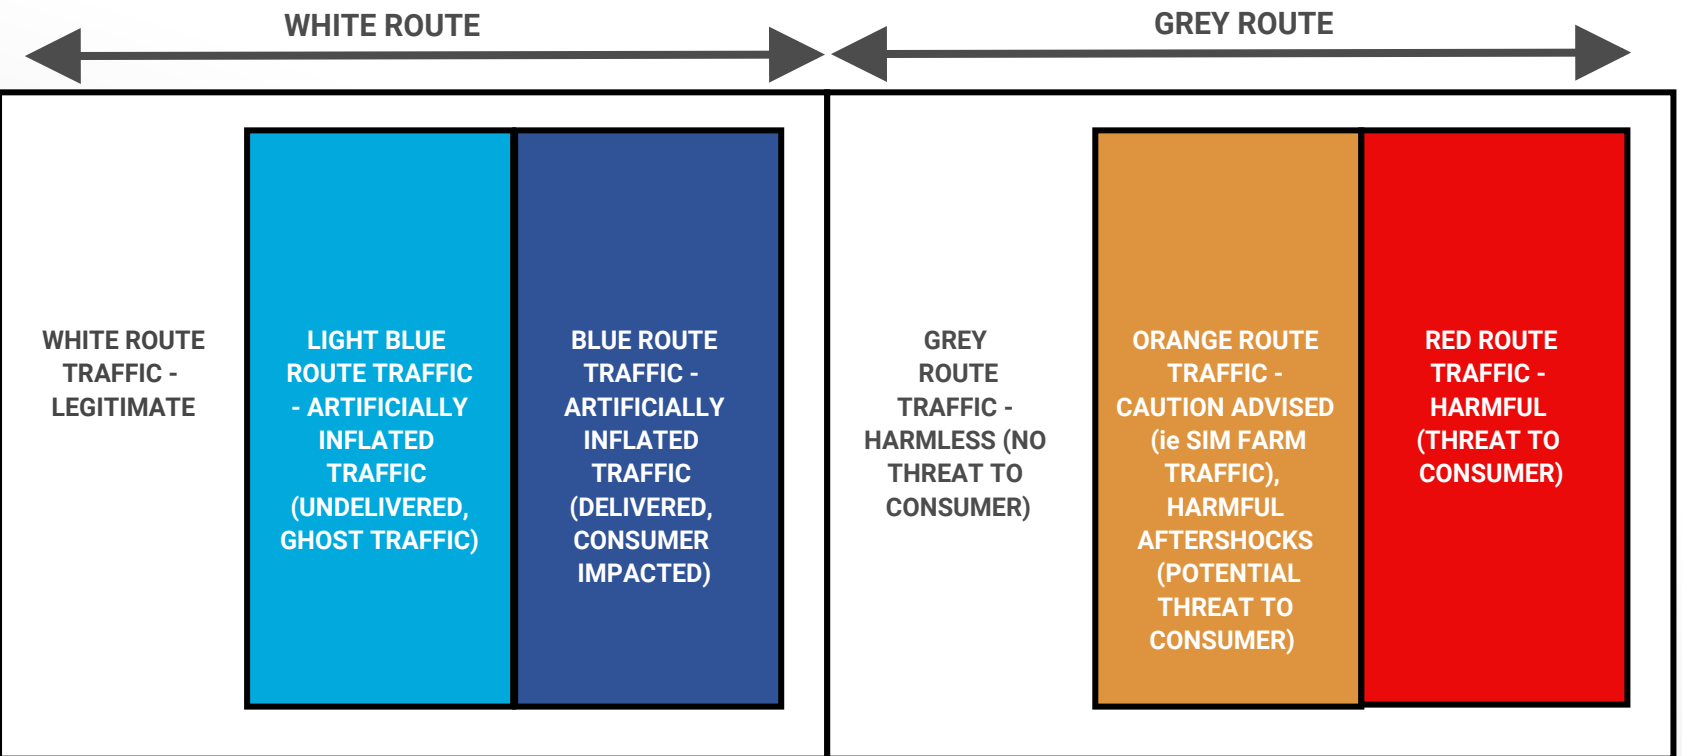 WHITE ROUTE
GREY ROUTE
WHITE ROUTE
TRAFFIC -
LEGITIMATE
LIGHT BLUE
ROUTE TRAFFIC
- ARTIFICIALLY
INFLATED
TRAFFIC
(UNDELIVERED,
GHOST TRAFFIC)
BLUE ROUTE
TRAFFIC -
ARTIFICIALLY
INFLATED
TRAFFIC
(DELIVERED,
CONSUMER
IMPACTED)
GREY
ROUTE
TRAFFIC -
HARMLESS (NO
THREAT TO
CONSUMER)
ORANGE ROUTE
TRAFFIC -
CAUTION ADVISED
(ie SIM FARM
TRAFFIC),
HARMFUL
AFTERSHOCKS
(POTENTIAL
THREAT TO
CONSUMER)
RED ROUTE
TRAFFIC -
HARMFUL
(THREAT TO
CONSUMER)